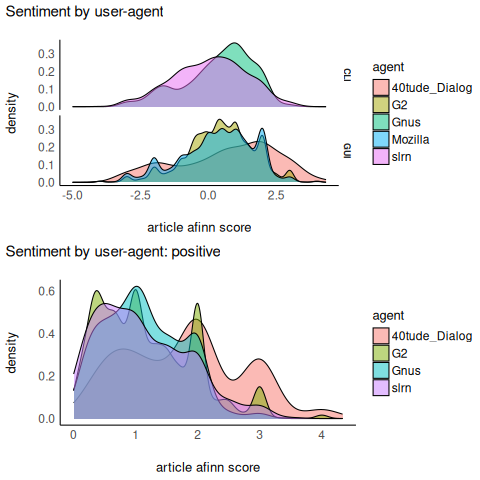 Sentiment by user-agent
density
0.3
0.2
0.1
0.0
CLI
0.3
0.2
0.1
0.0
GUI
-5.0 -2.5 0.0 2.5
article afinn score
agent
40tude_Dialog
G2
Gnus
Mozilla
slrn
Sentiment by user-agent: positive
density
0.6
0.4
0.2
0.0
0 1 2 3 4
article afinn score
agent
40tude_Dialog
G2
Gnus
slrn